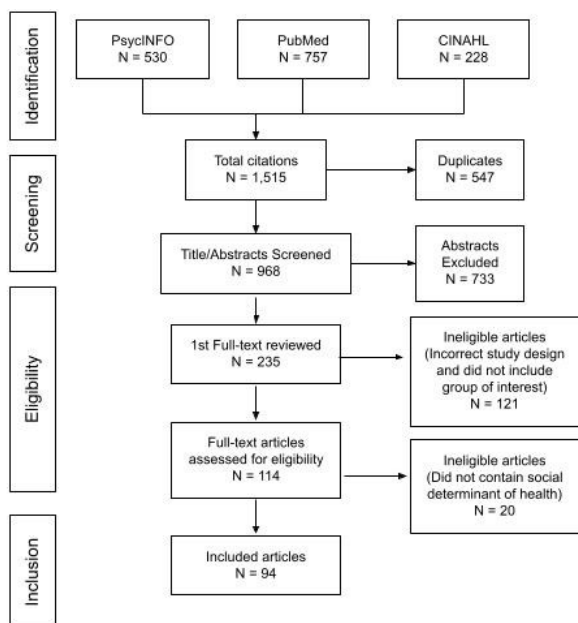 Identification
PsycINFO
N = 530
PubMed
N = 757
CINAHL
N = 228
Screening
Total citations
N = 1,515
Duplicates
N = 547
Title/Abstracts Screened
N = 968
Abstracts
Excluded
N = 733
Eligibility
1st Full-text reviewed
N = 235
Ineligible articles
(Incorrect study design
and did not include
group of interest)
N = 121
Full-text articles
assessed for eligibility
N = 114
Ineligible articles
(Did not contain social
determinant of health)
N = 20
Inclusion
Included articles
N = 94